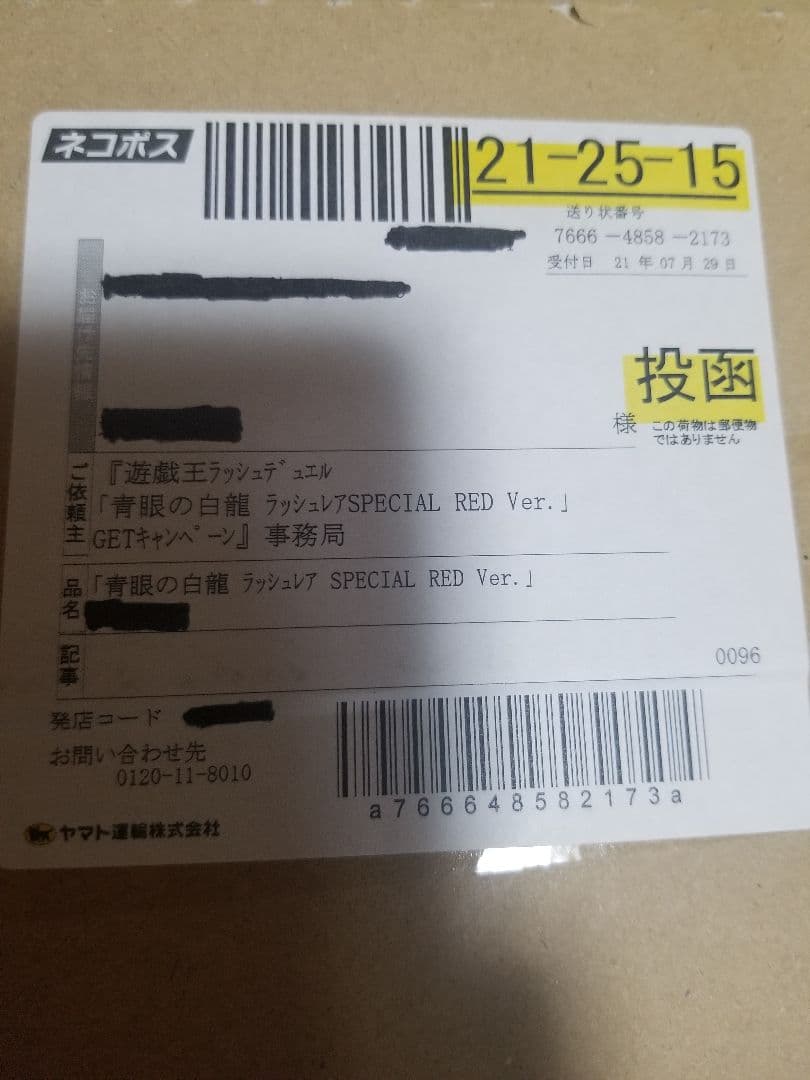 ネコポス
21-25-15
送り状番号
7666-4858-2173
受付日 21年07月29日
投函
様
この荷物は郵便物
ではありません
ご依頼主
『遊戯王ラッシュデュエル
「青眼の白龍 ラッシュレアSPECIAL RED Ver.」
GETキャンペーン』事務局
品名
「青眼の白龍 ラッシュレア SPECIAL RED Ver.」
記事
0096
発店コード
お問い合わせ先
0120-11-8010
a766648582173a
ヤマト運輸株式会社